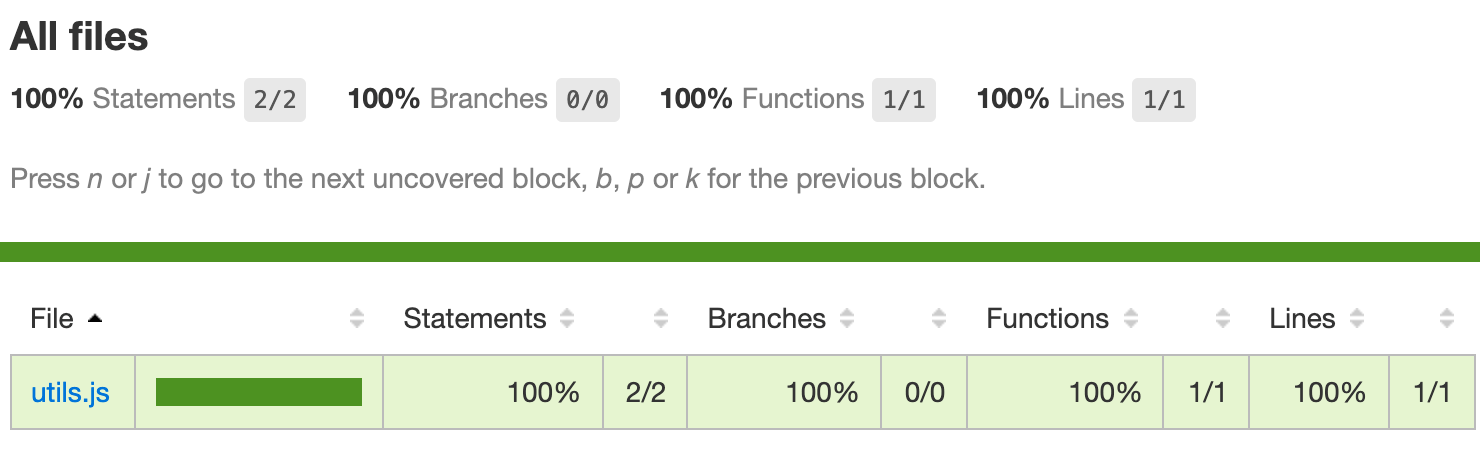 All files
100% Statements 2/2 100% Branches 0/0 100% Functions 1/1 100% Lines 1/1
Press n or j to go to the next uncovered block, b, p or k for the previous block.
File Statements Branches Functions Lines
utils.js 100% 2/2 100% 0/0 100% 1/1 100% 1/1